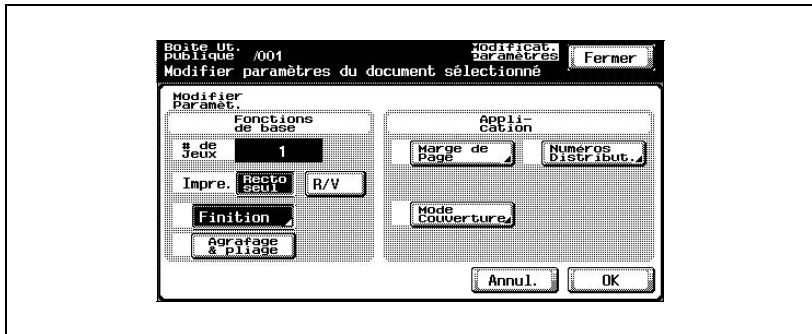 Boîte Ut.
publique /001
Modificat.
paramètres
Fermer
Modifier paramètres du document sélectionné
Modifier
Paramèt.
Fonctions
de base
# de
Jeux
1
Impre.
Recto
seul
R/V
Finition
Agrafage
& pliage
Appli-
cation
Marge de
Page
Numéros
Distribut.
Mode
Couverture
Annul.
OK